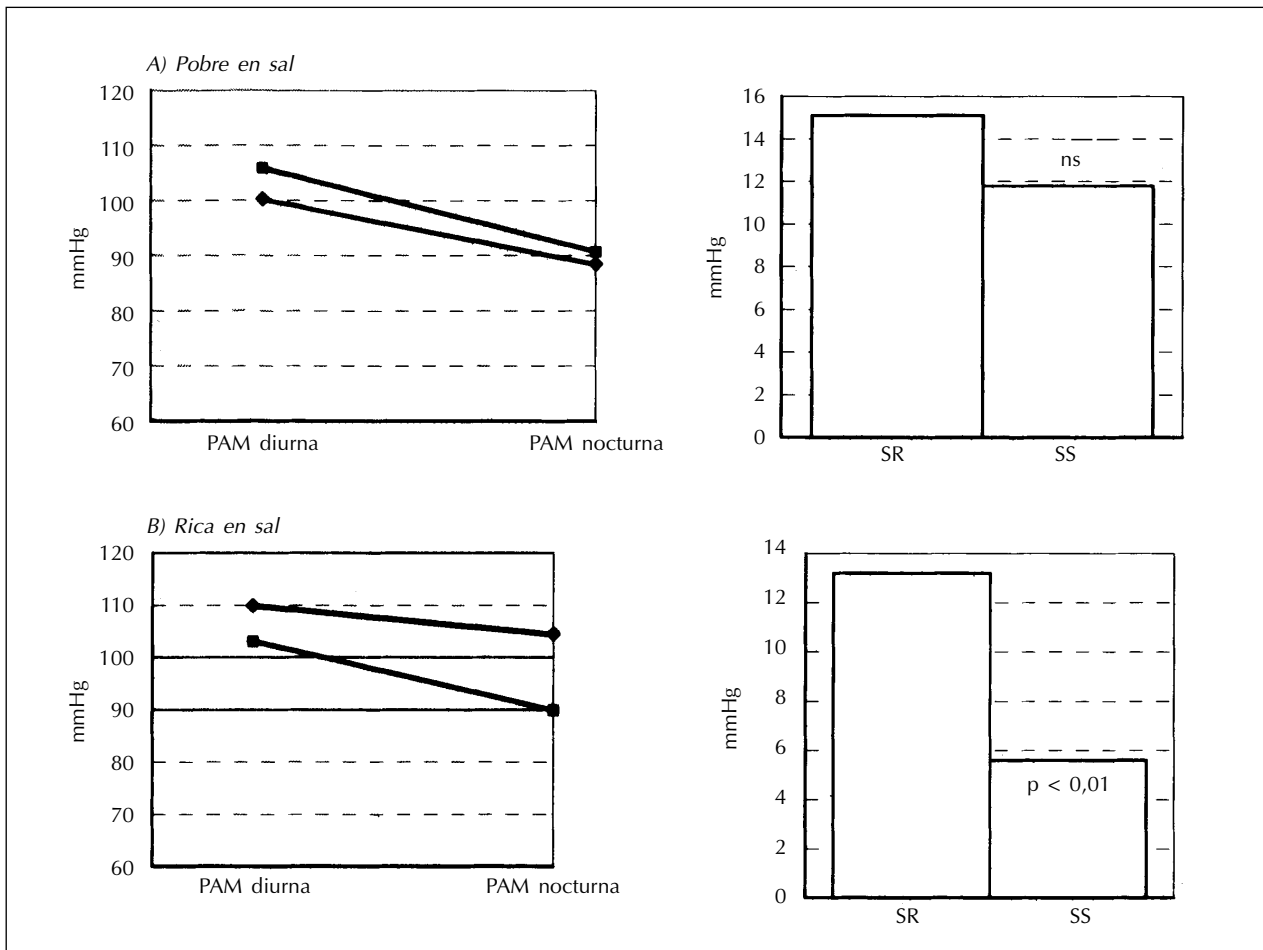 A) Pobre en sal
120
110
100
90
80
70
60
mmHg
PAM diurna PAM nocturna
16
14
12
10
8
6
4
2
0
mmHg
ns
SR SS
B) Rica en sal
120
110
100
90
80
70
60
mmHg
PAM diurna PAM nocturna
14
12
10
8
6
4
2
0
mmHg
p < 0,01
SR SS